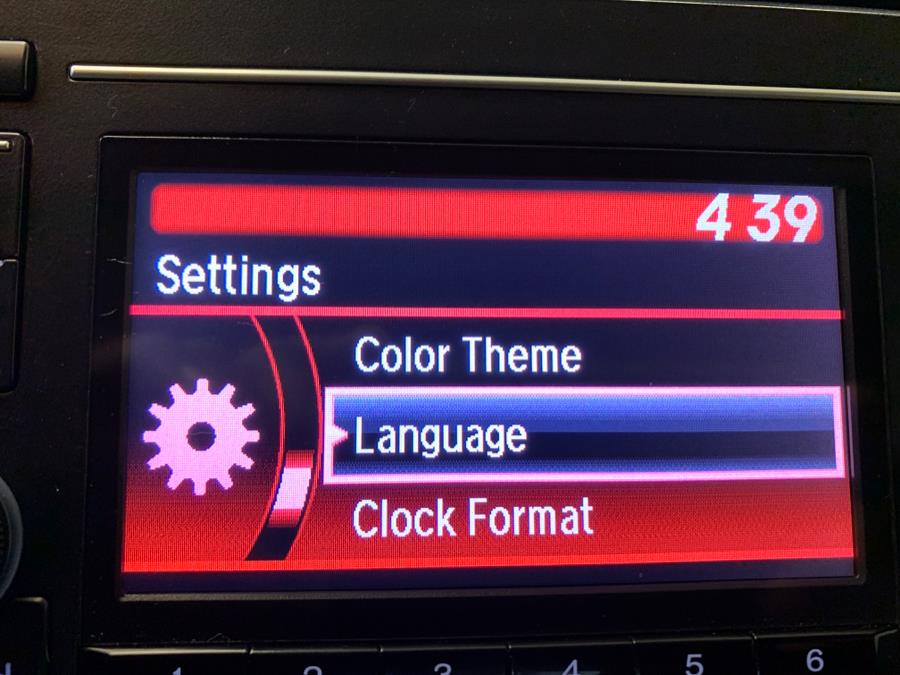 4 39
Settings
Color Theme
Language
Clock Format
1 2 3 4 5 6